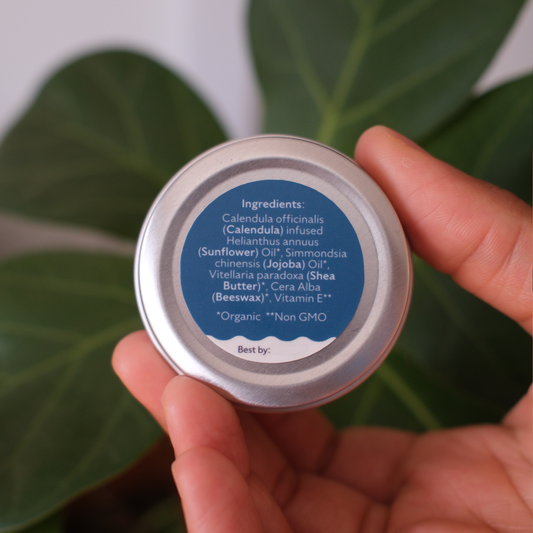 Ingredients:
Calendula officinalis
(Calendula) infused
Helianthus annuus
(Sunflower) Oil*, Simmondsia
chinensis (Jojoba) Oil*,
Vitellaria paradoxa (Shea
Butter)*, Cera Alba
(Beeswax)*, Vitamin E**
*Organic **Non GMO
Best by: